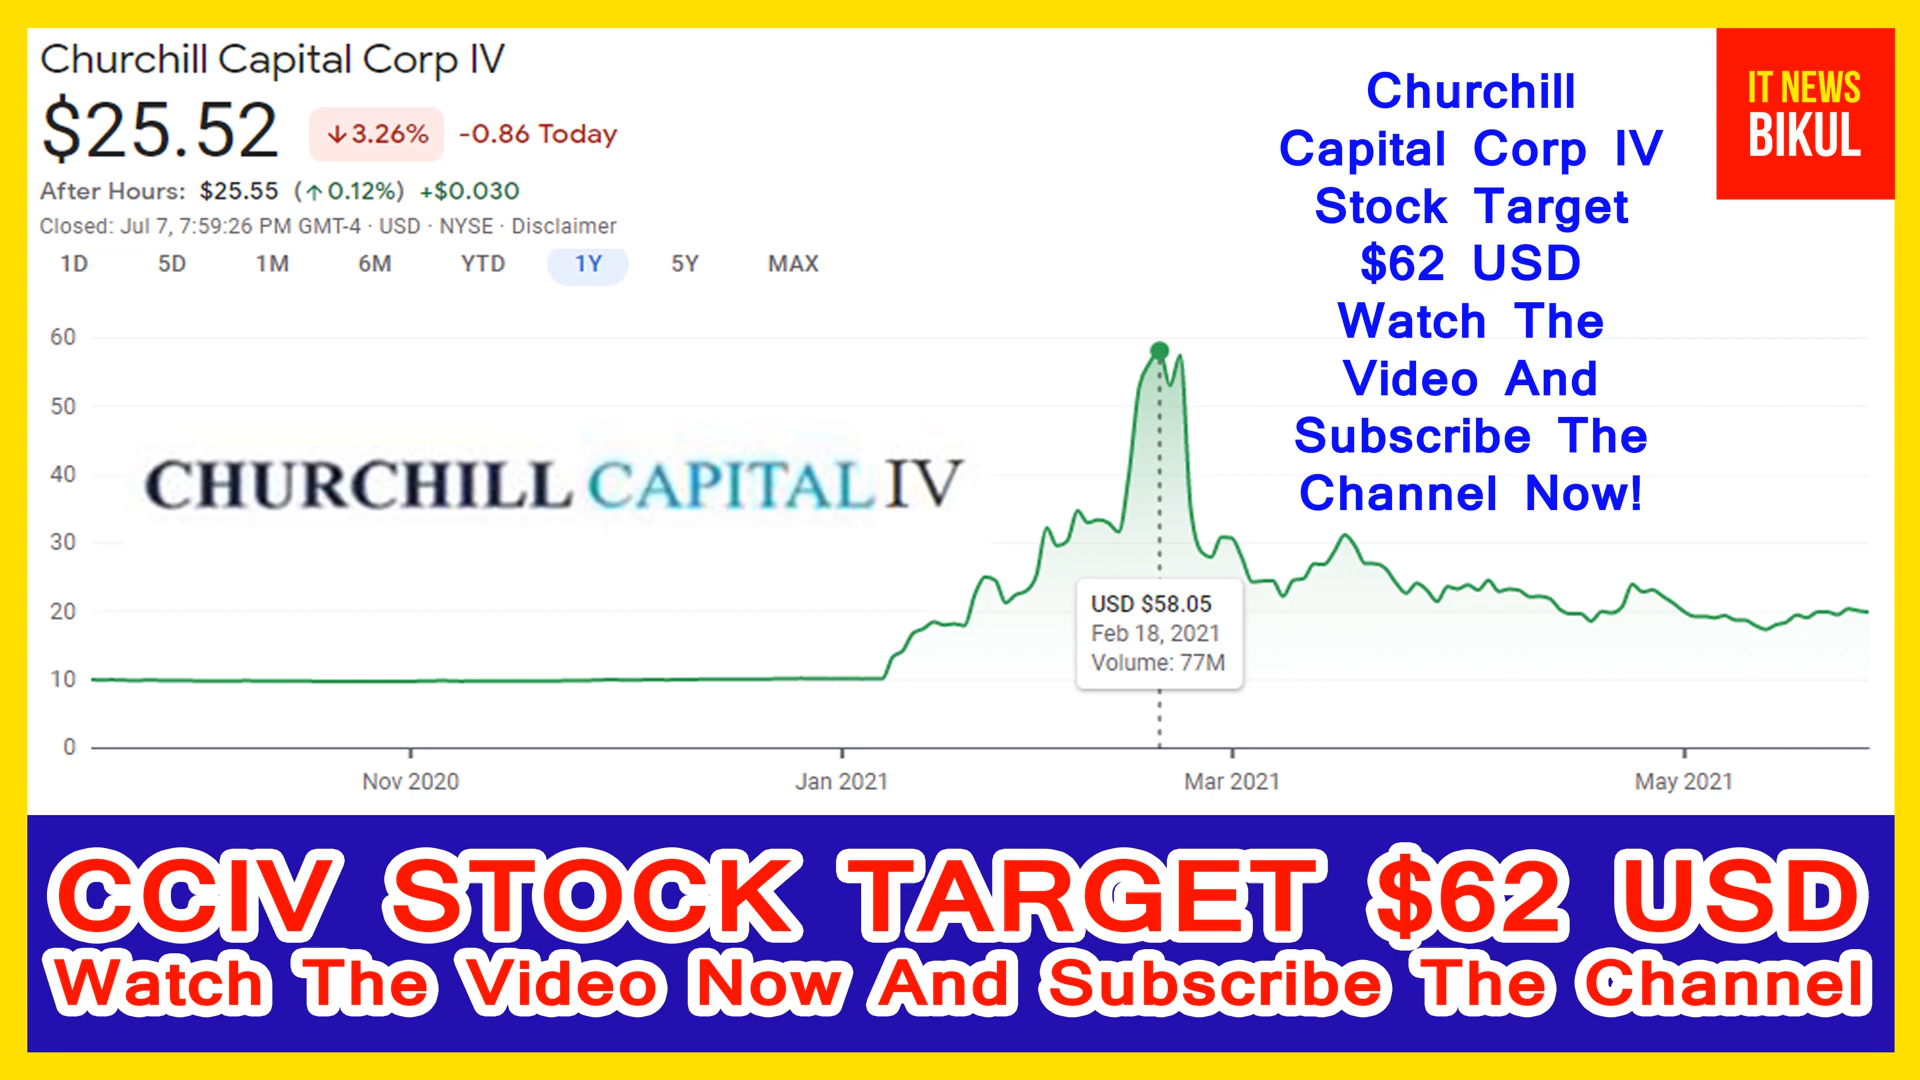 Churchill Capital Corp IV
$25.52 ↓3.26% -0.86 Today
After Hours: $25.55 (↑0.12%) +$0.030
Closed: Jul 7, 7:59:26 PM GMT-4 · USD · NYSE · Disclaimer
1D 5D 1M 6M YTD 1Y 5Y MAX
Churchill
Capital Corp IV
Stock Target
$62 USD
Watch The
Video And
Subscribe The
Channel Now!
IT NEWS
BIKUL
60
50
40
30
20
10
0
CHURCHILL CAPITAL IV
USD $58.05
Feb 18, 2021
Volume: 77M
Nov 2020 Jan 2021 Mar 2021 May 2021
CCIV STOCK TARGET $62 USD
Watch The Video Now And Subscribe The Channel